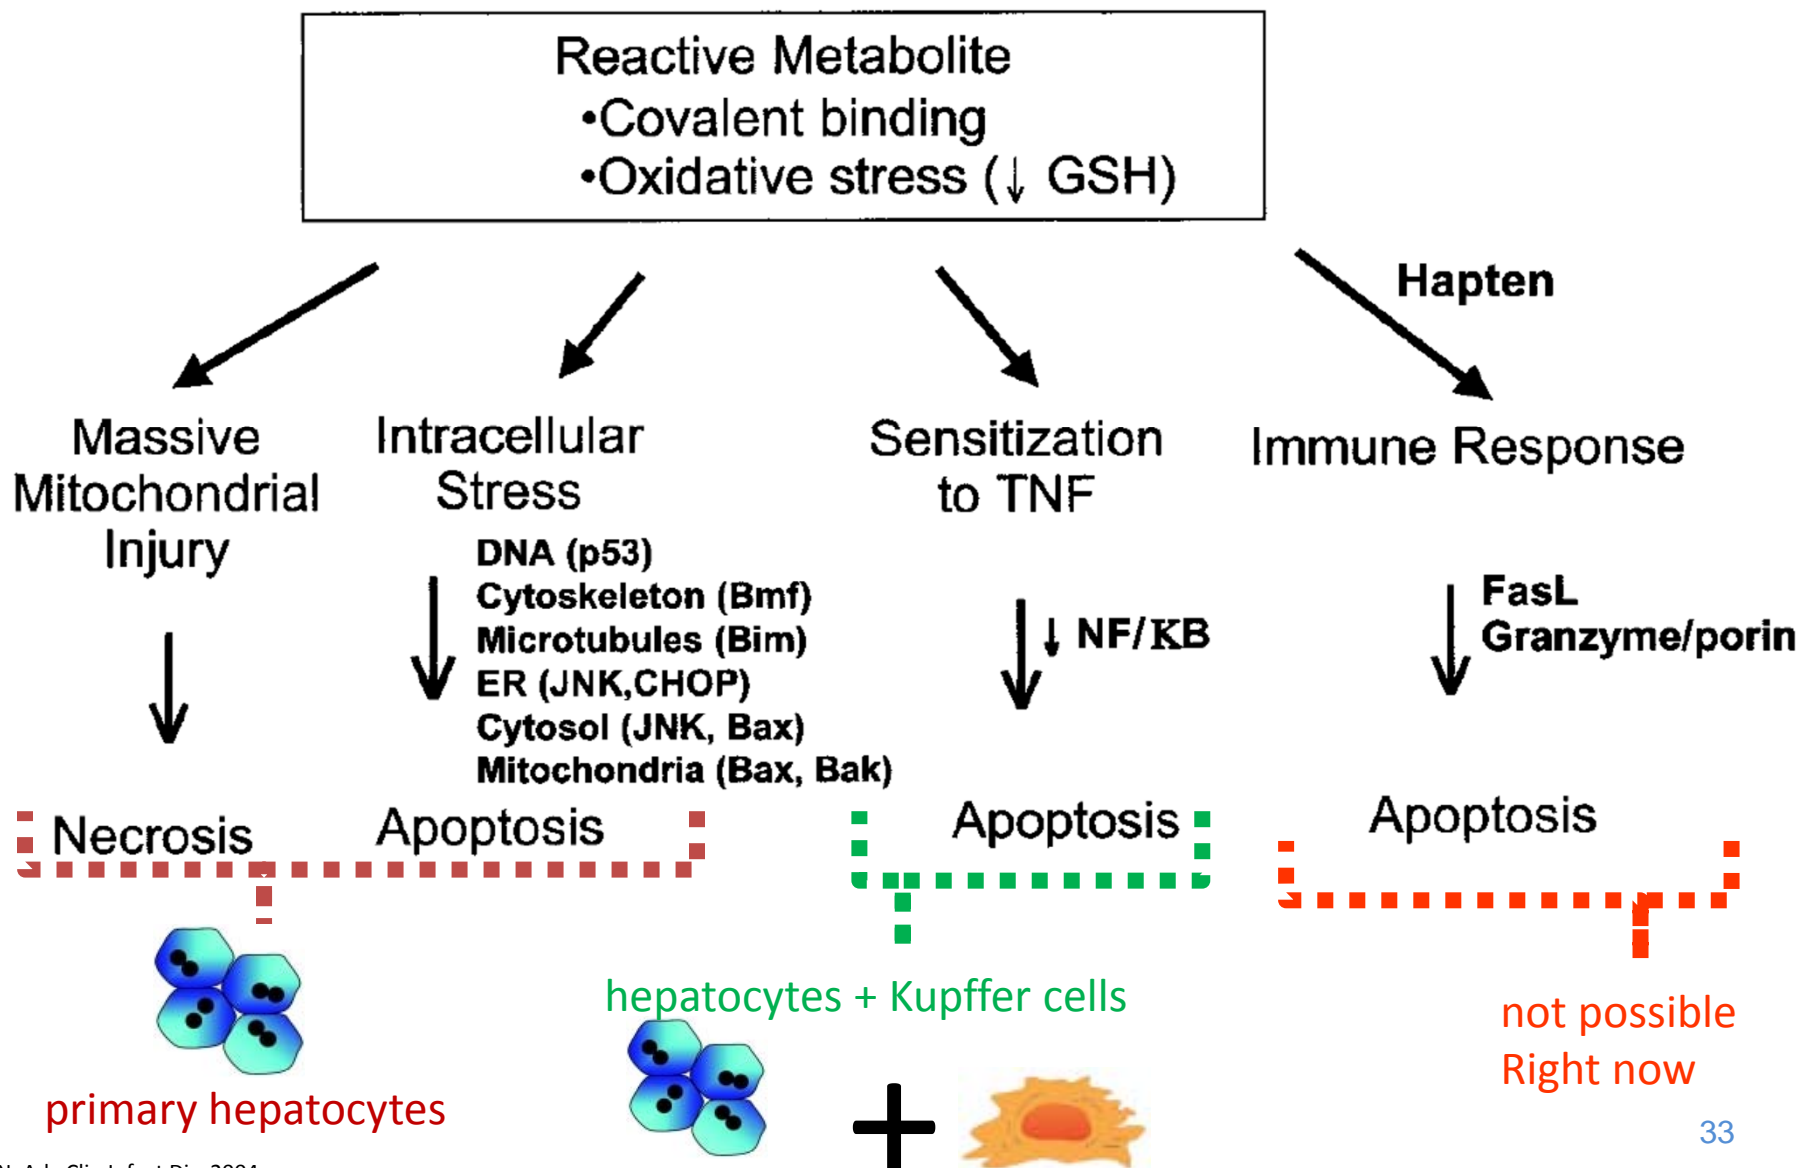 Reactive Metabolite
•Covalent binding
•Oxidative stress (↓ GSH)
Hapten
Massive
Mitochondrial
Injury
Intracellular
Stress
DNA (p53)
Cytoskeleton (Bmf)
Microtubules (Bim)
ER (JNK,CHOP)
Cytosol (JNK, Bax)
Mitochondria (Bax, Bak)
Sensitization
to TNF
↓ NF/KB
Immune Response
FasL
Granzyme/porin
Necrosis
Apoptosis
Apoptosis
Apoptosis
primary hepatocytes
hepatocytes + Kupffer cells
+
not possible
Right now
33